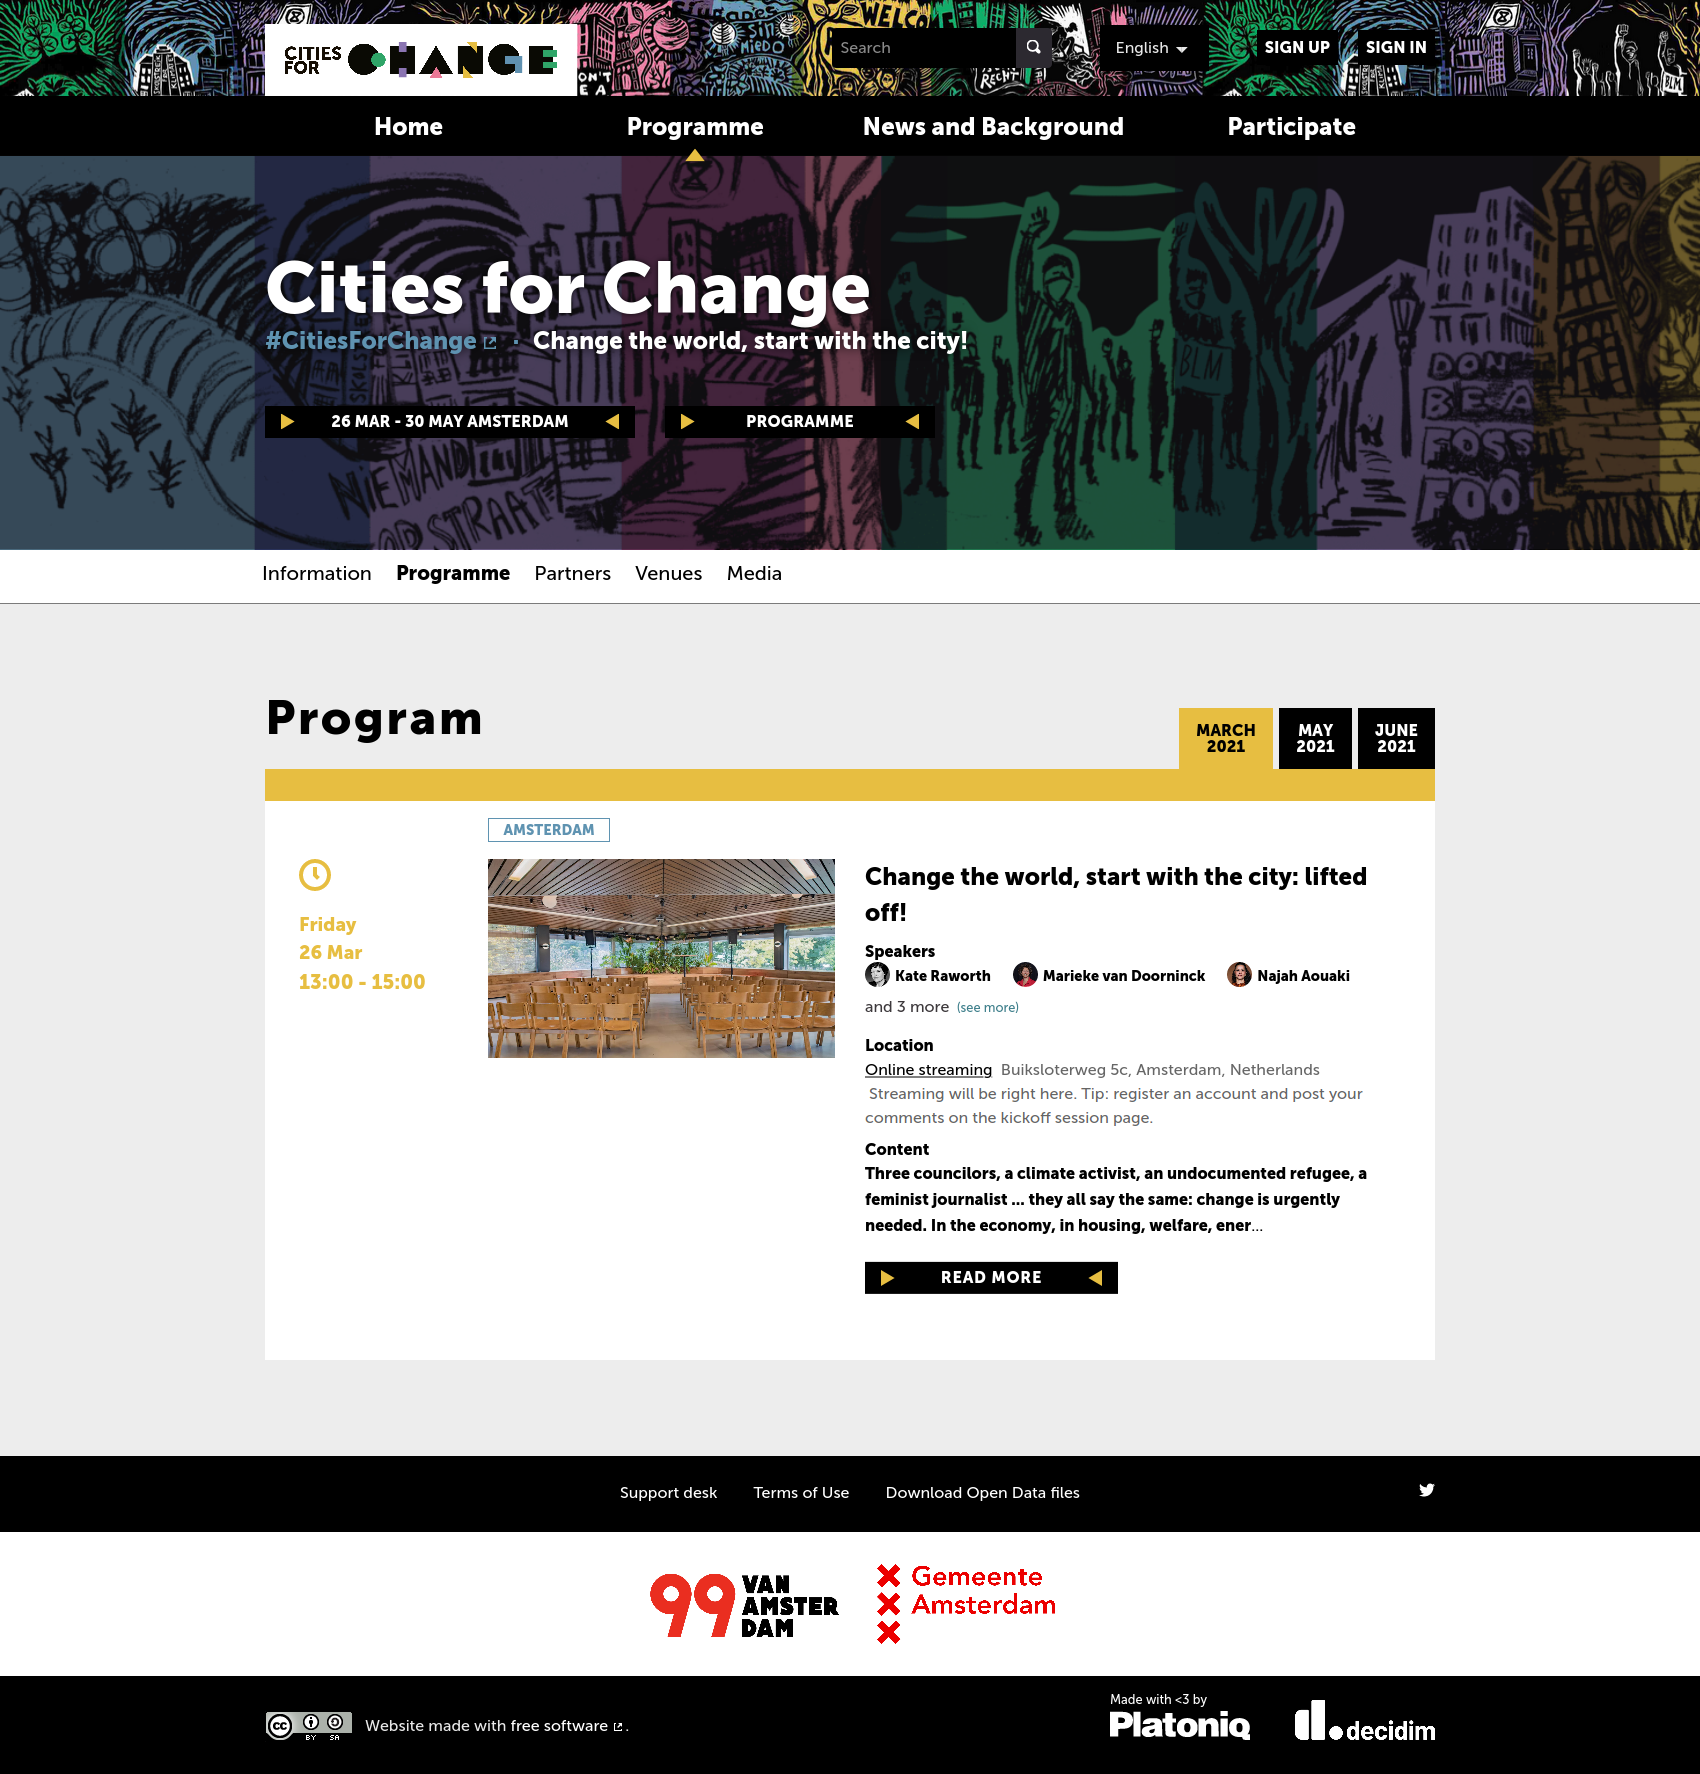 CITIES
FOR CHANGE
Search
English
SIGN UP
SIGN IN
Home
Programme
News and Background
Participate
Cities for Change
#CitiesForChange · Change the world, start with the city!
26 MAR - 30 MAY AMSTERDAM
PROGRAMME
Information
Programme
Partners
Venues
Media
Program
MARCH
2021
MAY
2021
JUNE
2021
AMSTERDAM
Friday
26 Mar
13:00 - 15:00
Change the world, start with the city: lifted
off!
Speakers
Kate Raworth
Marieke van Doorninck
Najah Aouaki
and 3 more (see more)
Location
Online streaming Buiksloterweg 5c, Amsterdam, Netherlands
Streaming will be right here. Tip: register an account and post your
comments on the kickoff session page.
Content
Three councilors, a climate activist, an undocumented refugee, a
feminist journalist ... they all say the same: change is urgently
needed. In the economy, in housing, welfare, ener...
READ MORE
Support desk
Terms of Use
Download Open Data files
99 VAN
AMSTER
DAM
Gemeente
Amsterdam
cc
BY SA
Website made with free software .
Made with <3 by
Platoniq
decidim